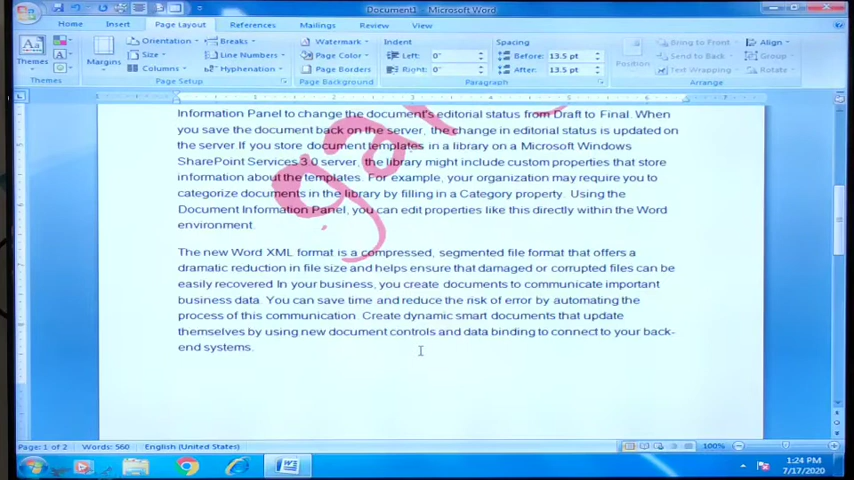 Document1 - Microsoft Word
Home Insert Page Layout References Mailings Review View
Orientation Breaks Watermark Indent Spacing Bring to Front Align
Themes Margins Size Line Numbers Page Color Left: 0" Before: 13.5 pt Position Send to Back Group
Columns Hyphenation Page Borders Right: 0" After: 13.5 pt Text Wrapping Rotate
Themes Page Setup Page Background Paragraph Arrange
Information Panel to change the document's editorial status from Draft to Final. When
you save the document back on the server, the change in editorial status is updated on
the server.If you store document templates in a library on a Microsoft Windows
SharePoint Services 3.0 server, the library might include custom properties that store
information about the templates. For example, your organization may require you to
categorize documents in the library by filling in a Category property. Using the
Document Information Panel, you can edit properties like this directly within the Word
environment.
The new Word XML format is a compressed, segmented file format that offers a
dramatic reduction in file size and helps ensure that damaged or corrupted files can be
easily recovered.In your business, you create documents to communicate important
business data. You can save time and reduce the risk of error by automating the
process of this communication. Create dynamic smart documents that update
themselves by using new document controls and data binding to connect to your back-
end systems.
Page: 1 of 2 Words: 560 English (United States) 100%
1:24 PM
7/17/2020